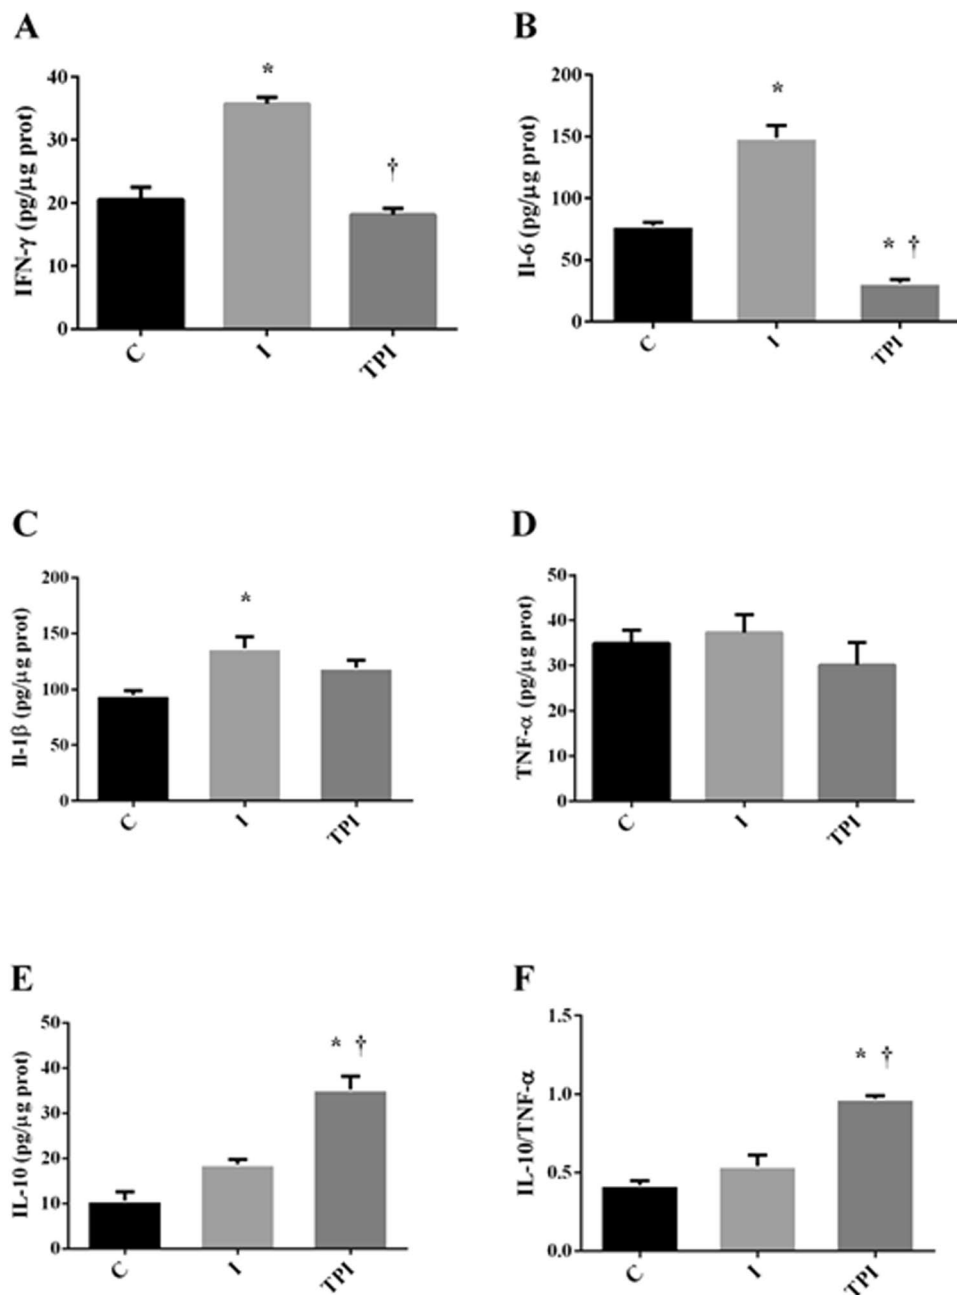 A
IFN-γ (pg/μg prot)
40
30
20
10
0
*
†
C
I
TPI
B
Il-6 (pg/μg prot)
200
150
100
50
0
*
* †
C
I
TPI
C
Il-1β (pg/μg prot)
200
150
100
50
0
*
C
I
TPI
D
TNF-α (pg/μg prot)
50
40
30
20
10
0
C
I
TPI
E
IL-10 (pg/μg prot)
50
40
30
20
10
0
* †
C
I
TPI
F
IL-10/TNF-α
1.5
1.0
0.5
0.0
* †
C
I
TPI